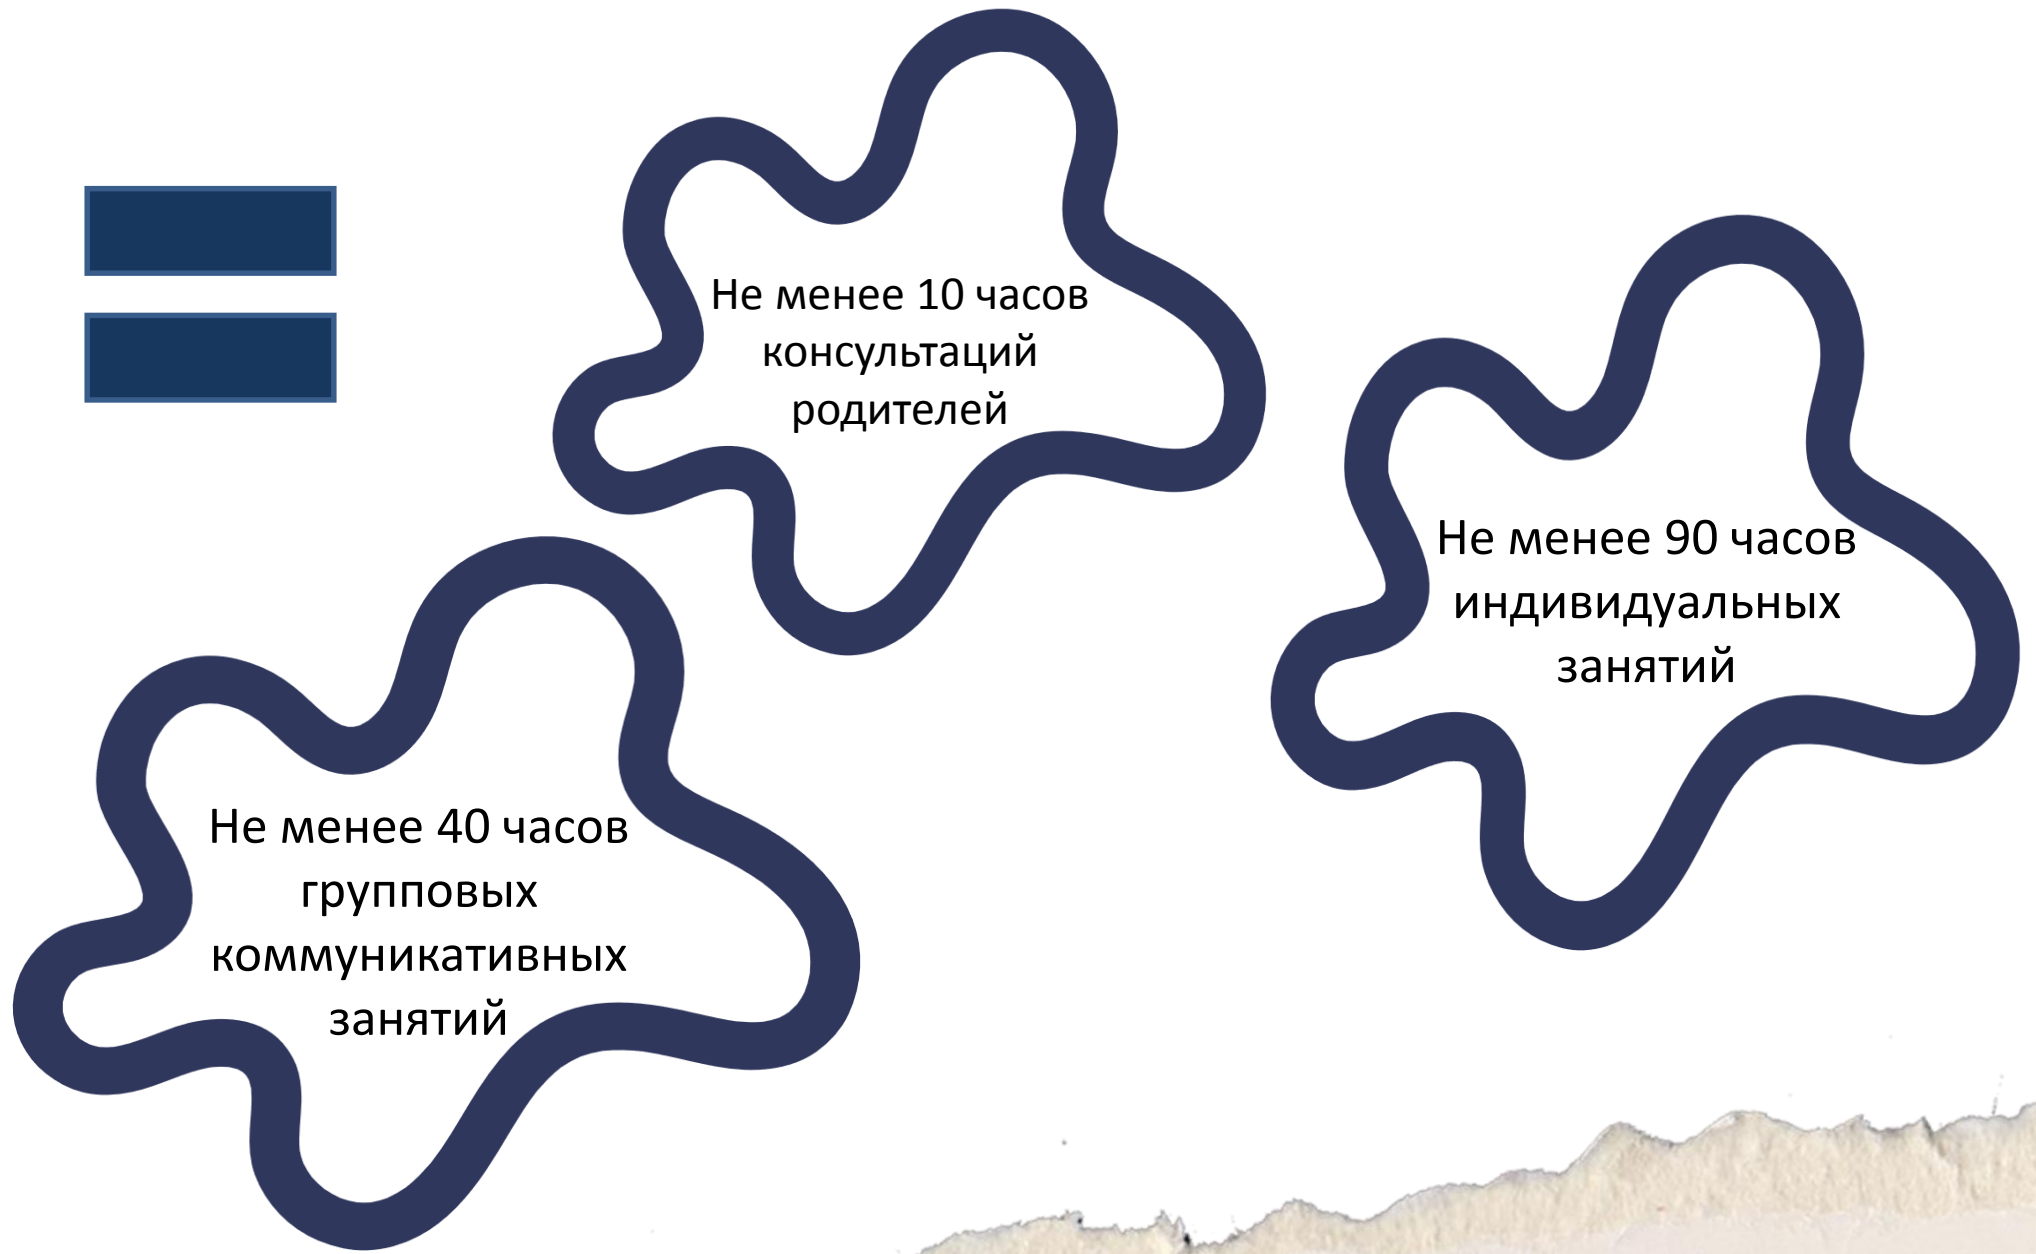 Не менее 10 часов
консультаций
родителей
Не менее 90 часов
индивидуальных
занятий
Не менее 40 часов
групповых
коммуникативных
занятий